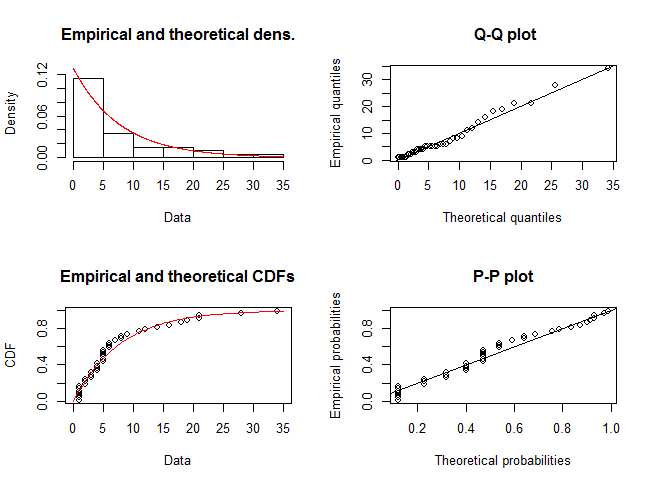 Empirical and theoretical dens.
Density
0.00 0.06 0.12
0 5 10 15 20 25 30 35
Data
Q-Q plot
Empirical quantiles
0 10 20 30
0 5 10 15 20 25 30 35
Theoretical quantiles
Empirical and theoretical CDFs
CDF
0.0 0.4 0.8
0 5 10 15 20 25 30 35
Data
P-P plot
Empirical probabilities
0.0 0.4 0.8
0.2 0.4 0.6 0.8 1.0
Theoretical probabilities